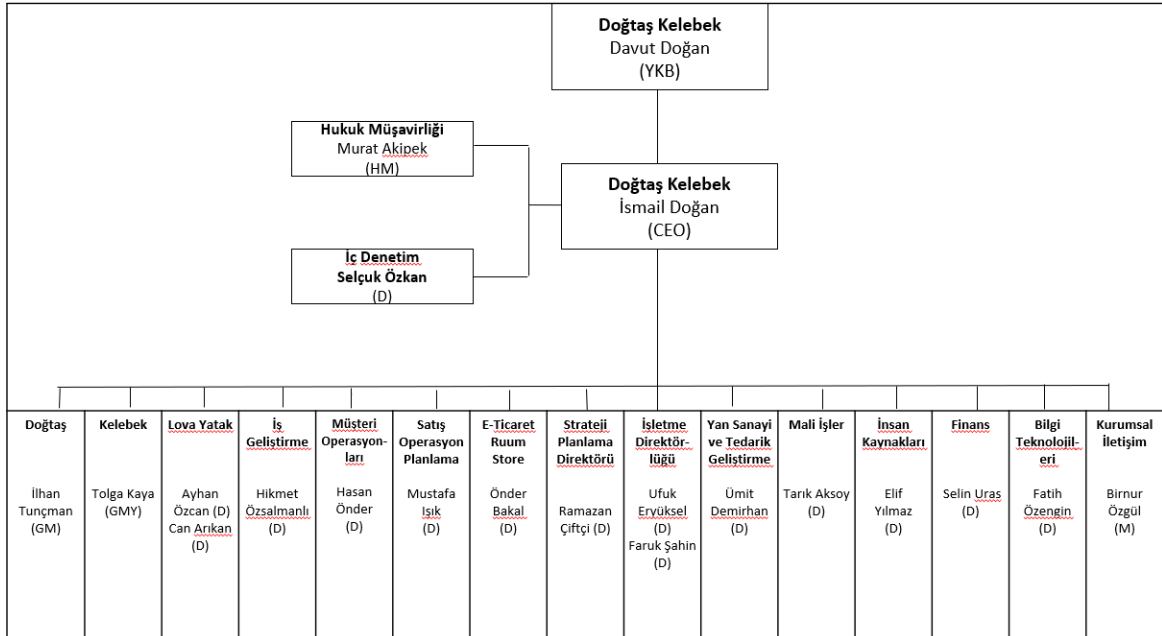 Doğtaş Kelebek
Davut Doğan
(YKB)
Hukuk Müşavirliği
Murat Akipek
(HM)
Doğtaş Kelebek
İsmail Doğan
(CEO)
İç Denetim
Selçuk Özkan
(D)
Doğtaş
İlhan
Tunçman
(GM)
Kelebek
Tolga Kaya
(GMY)
Lova Yatak
Ayhan
Özcan (D)
Can Arıkan
(D)
İş
Geliştirme
Hikmet
Özsalmanlı
(D)
Müşteri
Operasyon-
ları
Hasan
Önder
(D)
Satış
Operasyon
Planlama
Mustafa
Işık
(D)
E-Ticaret
Ruum
Store
Önder
Bakal
(D)
Strateji
Planlama
Direktörü
Ramazan
Çiftçi (D)
İşletme
Direktör-
lüğü
Ufuk
Eryüksel
(D)
Faruk Şahin
(D)
Yan Sanayi
ve Tedarik
Geliştirme
Ümit
Demirhan
(D)
Mali İşler
Tarık Aksoy
(D)
İnsan
Kaynakları
Elif
Yılmaz
(D)
Finans
Selin Uras
(D)
Bilgi
Teknolojil-
eri
Fatih
Özengin
(D)
Kurumsal
İletişim
Birnur
Özgül
(M)